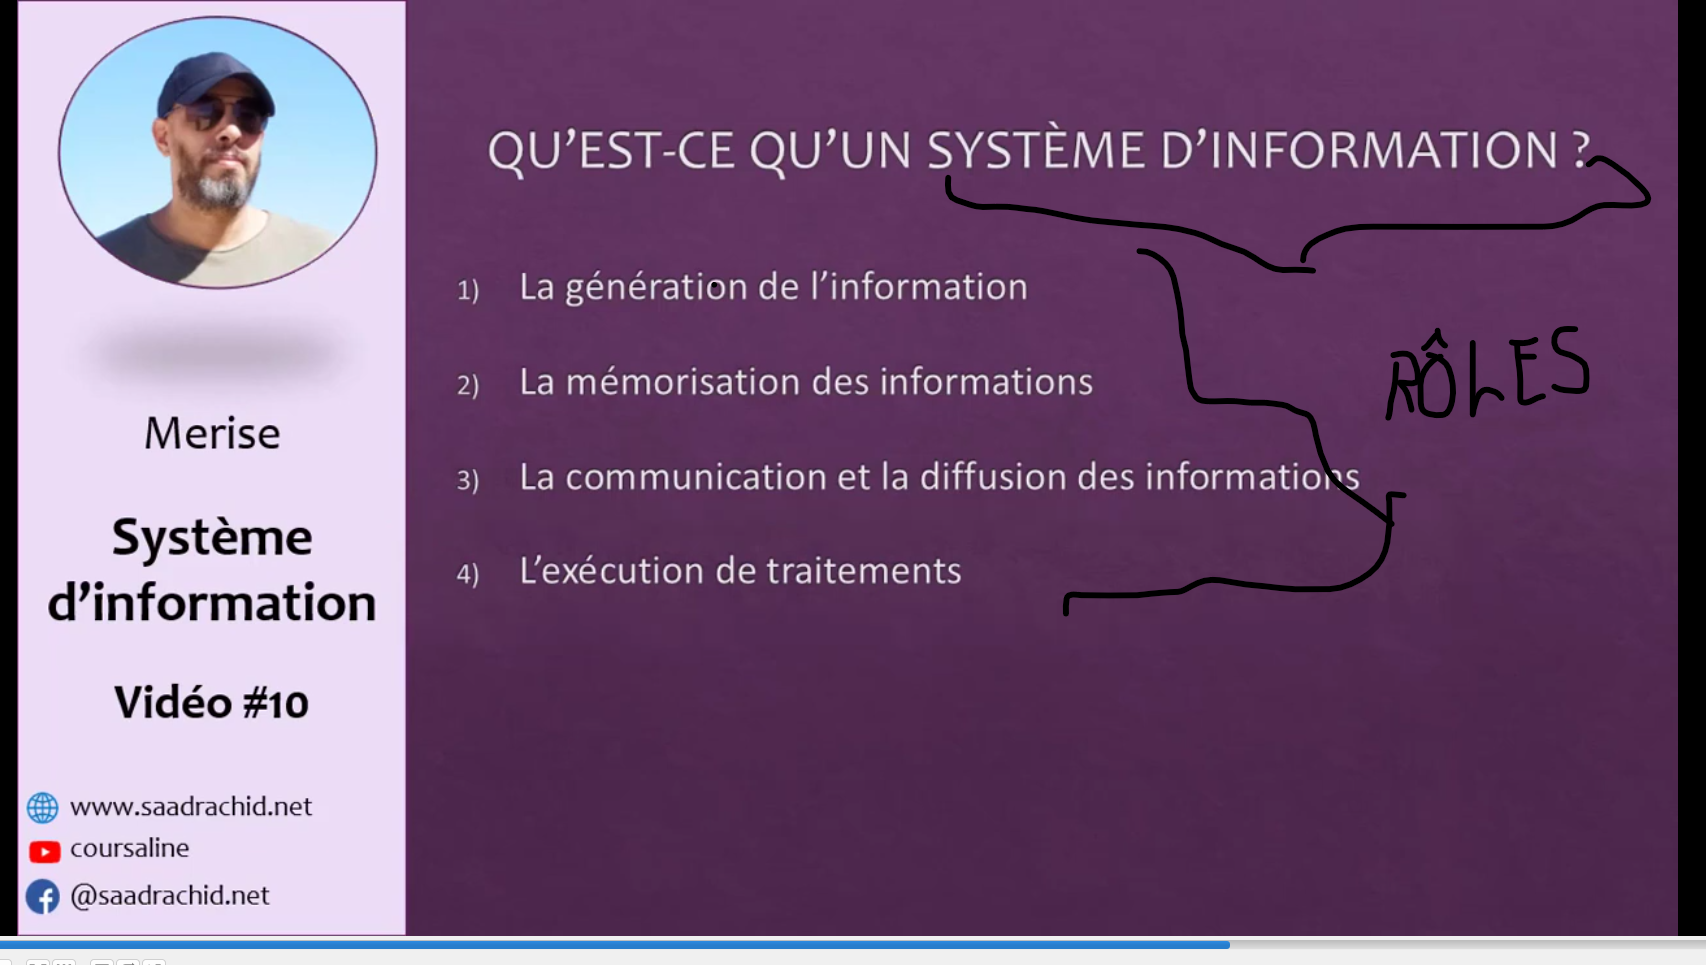 QU'EST-CE QU'UN SYSTÈME D'INFORMATION ?
1) La génération de l'information
2) La mémorisation des informations
3) La communication et la diffusion des informations
4) L'exécution de traitements
RÔLES
Merise
Système
d'information
Vidéo #10
www.saadrachid.net
coursaline
@saadrachid.net